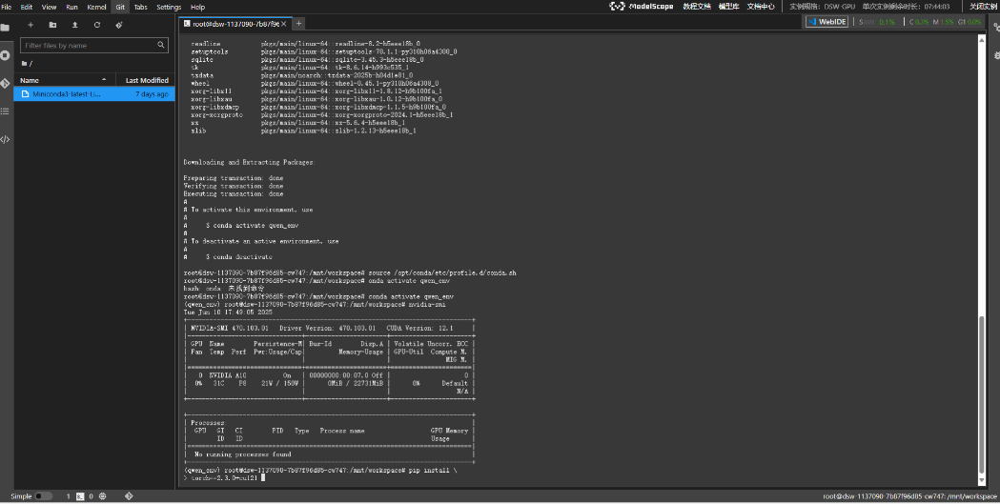 File Edit View Run Kernel Git Tabs Settings Help
ModelScope 教程文档 模型库 文档中心 实例规格：DSW-GPU 单次实例剩余时长：07:44:03 关闭实例
root@dsw-1137090-7b87f96
WebIDE
0.1% C 0.3% M 1.5% G1 0.0%
Filter files by name
/
Name Last Modified
Miniconda3-latest-Li... 7 days ago
readline pkgs/main/linux-64::readline-8.2-h5eee18b_0
setuptools pkgs/main/linux-64::setuptools-78.1.1-py310h06a4308_0
sqlite pkgs/main/linux-64::sqlite-3.45.3-h5eee18b_0
tk pkgs/main/linux-64::tk-8.6.14-h993c535_1
tzdata pkgs/main/noarch::tzdata-2025b-h04d1e81_0
wheel pkgs/main/linux-64::wheel-0.45.1-py310h06a4308_0
xorg-libx11 pkgs/main/linux-64::xorg-libx11-1.8.12-h9b100fa_1
xorg-libxau pkgs/main/linux-64::xorg-libxau-1.0.12-h9b100fa_0
xorg-libxdmcp pkgs/main/linux-64::xorg-libxdmcp-1.1.5-h9b100fa_0
xorg-xorgproto pkgs/main/linux-64::xorg-xorgproto-2024.1-h5eee18b_1
xz pkgs/main/linux-64::xz-5.6.4-h5eee18b_1
zlib pkgs/main/linux-64::zlib-1.2.13-h5eee18b_1
Downloading and Extracting Packages:
Preparing transaction: done
Verifying transaction: done
Executing transaction: done
#
# To activate this environment, use
#
# $ conda activate qwen_env
#
# To deactivate an active environment, use
#
# $ conda deactivate
root@dsw-1137090-7b87f96d85-cw747:/mnt/workspace# source /opt/conda/etc/profile.d/conda.sh
root@dsw-1137090-7b87f96d85-cw747:/mnt/workspace# onda activate qwen_env
bash: onda: 未找到命令
root@dsw-1137090-7b87f96d85-cw747:/mnt/workspace# conda activate qwen_env
(qwen_env) root@dsw-1137090-7b87f96d85-cw747:/mnt/workspace# nvidia-smi
Tue Jun 10 17:49:05 2025
NVIDIA-SMI 470.103.01 Driver Version: 470.103.01 CUDA Version: 12.1
GPU Name Persistence-M| Bus-Id Disp.A | Volatile Uncorr. ECC
Fan Temp Perf Pwr:Usage/Cap| Memory-Usage | GPU-Util Compute M.
MIG M.
0 NVIDIA A10 On | 00000000:00:07.0 Off | 0
0% 31C P8 21W / 150W | 0MiB / 22731MiB | 0% Default
N/A
Processes:
GPU GI CI PID Type Process name GPU Memory
ID ID Usage
No running processes found
(qwen_env) root@dsw-1137090-7b87f96d85-cw747:/mnt/workspace# pip install \
> torch==2.3.0+cu121
Simple 1 0 root@dsw-1137090-7b87f96d85-cw747: /mnt/workspace